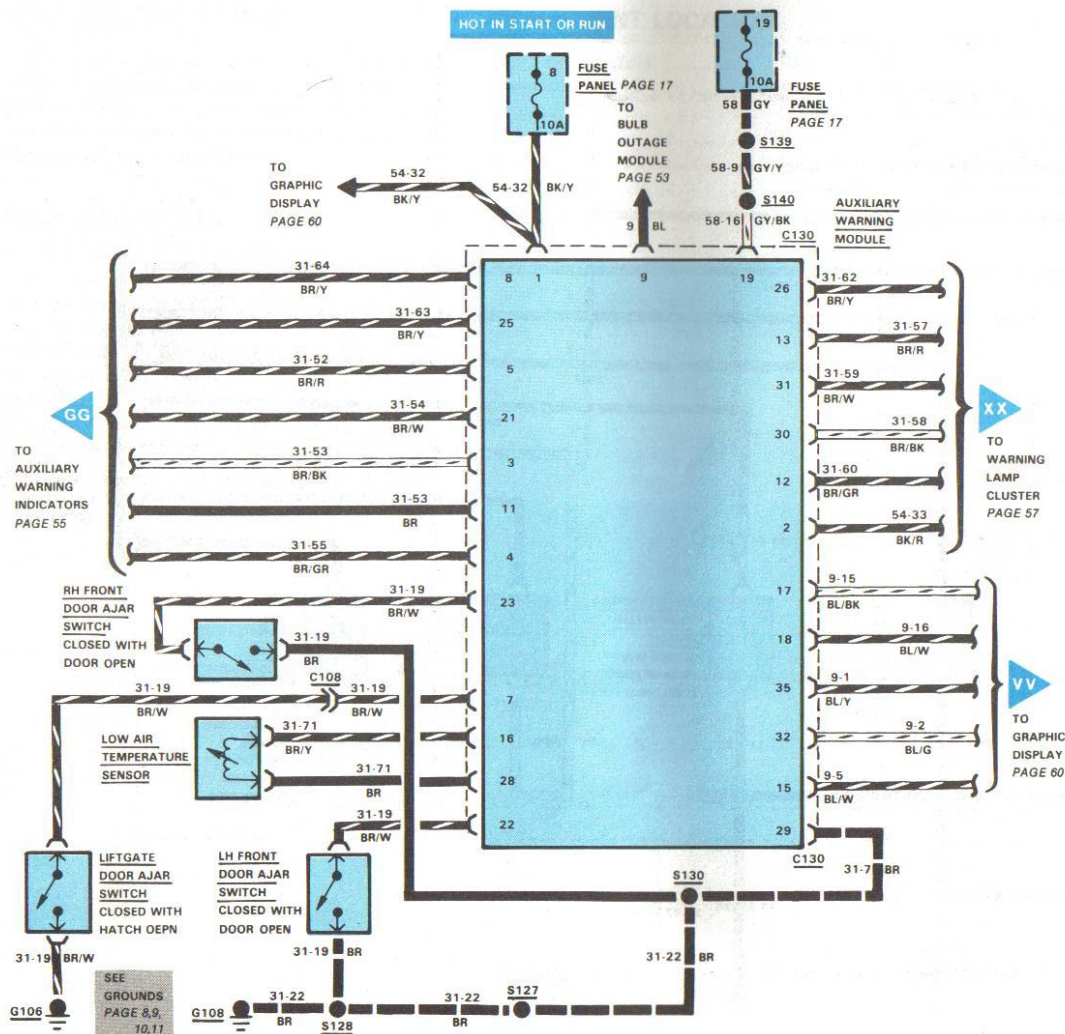 HOT IN START OR RUN
8
10A
FUSE
PANEL PAGE 17
19
10A
FUSE
PANEL
PAGE 17
58 GY
S139
58-9 GY/Y
S140
58-16 GY/BK
C130
AUXILIARY
WARNING
MODULE
TO
BULB
OUTAGE
MODULE
PAGE 53
9 BL
TO
GRAPHIC
DISPLAY
PAGE 60
54-32
BK/Y
54-32 BK/Y
8 1 9 19
31-64
BR/Y
31-63
BR/Y
25
31-52
BR/R
5
31-54
BR/W
21
31-53
BR/BK
3
31-53
BR
11
31-55
BR/GR
4
GG
TO
AUXILIARY
WARNING
INDICATORS
PAGE 55
26
31-62
BR/Y
13
31-57
BR/R
31
31-59
BR/W
30
31-58
BR/BK
12
31-60
BR/GR
2
54-33
BK/R
XX
TO
WARNING
LAMP
CLUSTER
PAGE 57
17
9-15
BL/BK
18
9-16
BL/W
35
9-1
BL/Y
32
9-2
BL/G
15
9-5
BL/W
VV
TO
GRAPHIC
DISPLAY
PAGE 60
29
C130
31-7 BR
RH FRONT
DOOR AJAR
SWITCH
CLOSED WITH
DOOR OPEN
31-19
BR/W
23
31-19
BR
C108
31-19
BR/W
31-19
BR/W
7
LOW AIR
TEMPERATURE
SENSOR
31-71
BR/Y
16
31-71
BR
28
31-19
BR/W
22
LIFTGATE
DOOR AJAR
SWITCH
CLOSED WITH
HATCH OEPN
LH FRONT
DOOR AJAR
SWITCH
CLOSED WITH
DOOR OPEN
S130
31-19 BR/W
31-19 BR
31-22 BR
G106
SEE
GROUNDS
PAGE 8,9,
10,11
G108
31-22
BR
S128
31-22
BR
S127